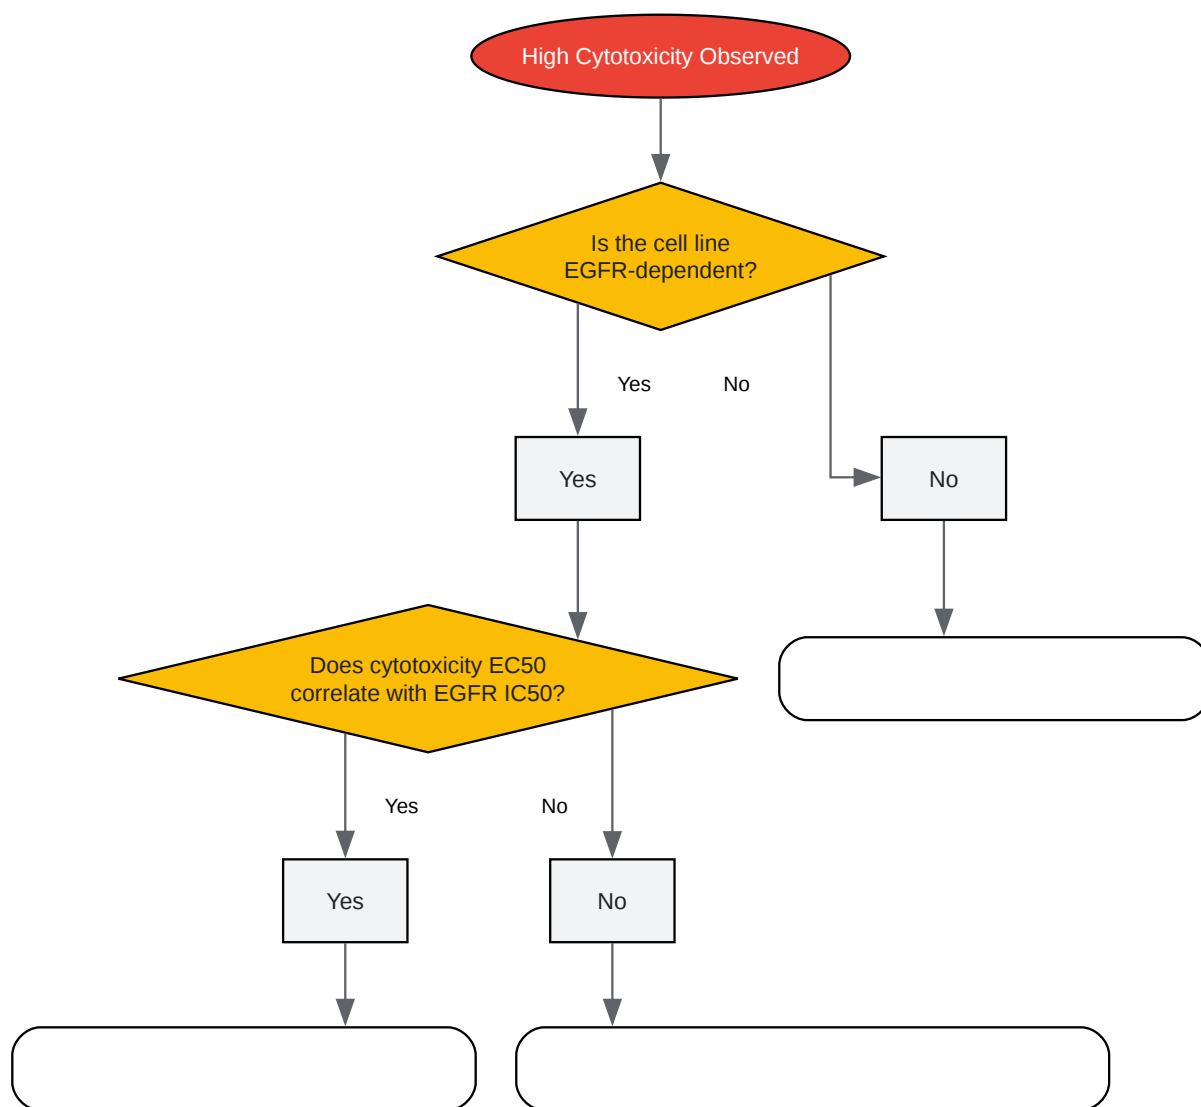 High Cytotoxicity Observed
Is the cell line
EGFR-dependent?
Yes
No
Yes
No
Does cytotoxicity EC50
correlate with EGFR IC50?
Yes
No
Yes
No